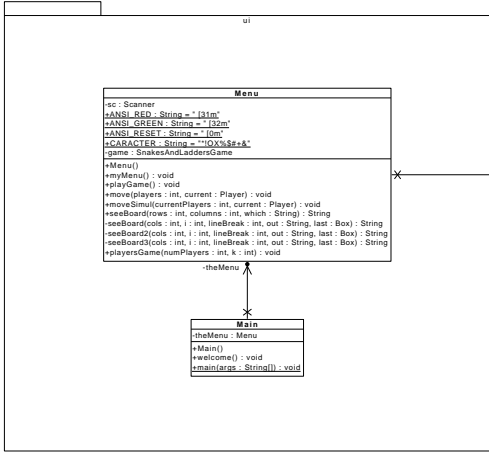 ui
Menu
-sc : Scanner
+ANSI_RED : String = " [31m"
+ANSI_GREEN : String = " [32m"
+ANSI_RESET : String = " [0m"
+CARACTER : String = "*!OX%$#+&"
-game : SnakesAndLaddersGame
+Menu()
+myMenu() : void
+playGame() : void
+move(players : int, current : Player) : void
+moveSimul(currentPlayers : int, current : Player) : void
+seeBoard(rows : int, columns : int, which : String) : String
-seeBoard(cols : int, i : int, lineBreak : int, out : String, last : Box) : String
-seeBoard2(cols : int, i : int, lineBreak : int, out : String, last : Box) : String
-seeBoard3(cols : int, i : int, lineBreak : int, out : String, last : Box) : String
+playersGame(numPlayers : int, k : int) : void
-theMenu
Main
-theMenu : Menu
+Main()
+welcome() : void
+main(args : String[]) : void